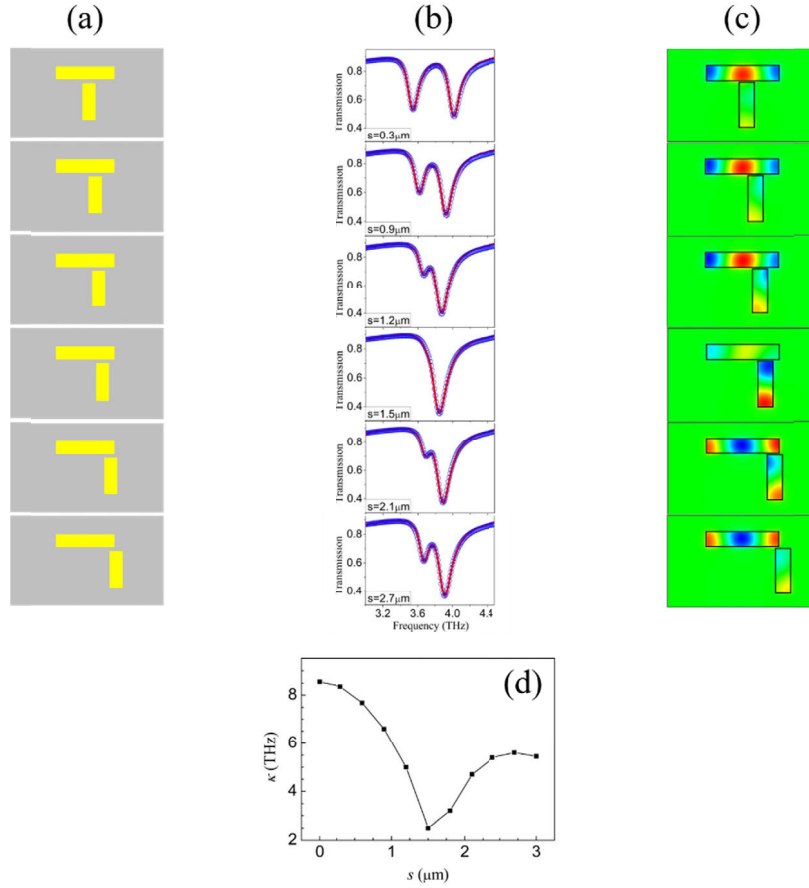 (a) (b) (c)
0.8
0.6
0.4
Transmission
s=0.3µm
0.8
0.6
0.4
Transmission
s=0.9µm
0.8
0.6
0.4
Transmission
s=1.2µm
0.8
0.6
0.4
Transmission
s=1.5µm
0.8
0.6
0.4
Transmission
s=2.1µm
0.8
0.6
0.4
Transmission
s=2.7µm
3.2 3.6 4.0 4.4
Frequency (THz)
(d)
8
6
4
2
κ (THz)
0 1 2 3
s (µm)